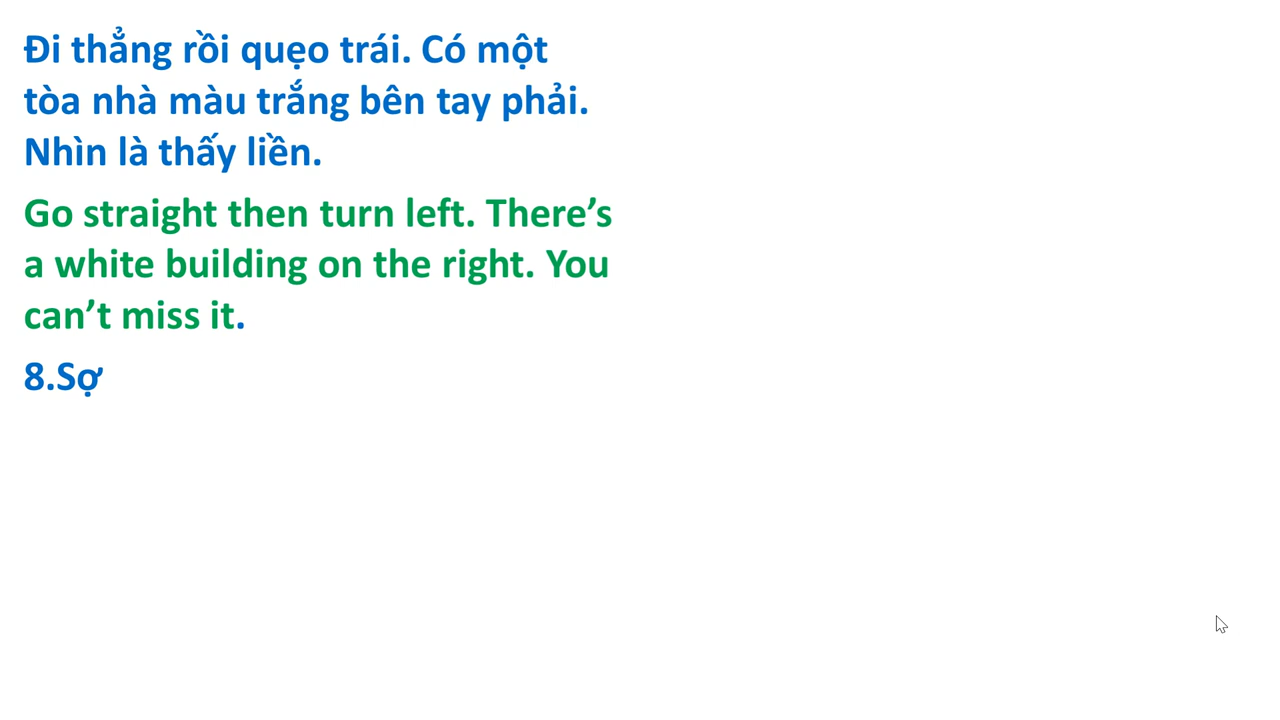 Đi thẳng rồi quẹo trái. Có một
tòa nhà màu trắng bên tay phải.
Nhìn là thấy liền.
Go straight then turn left. There’s
a white building on the right. You
can’t miss it.
8.Sợ